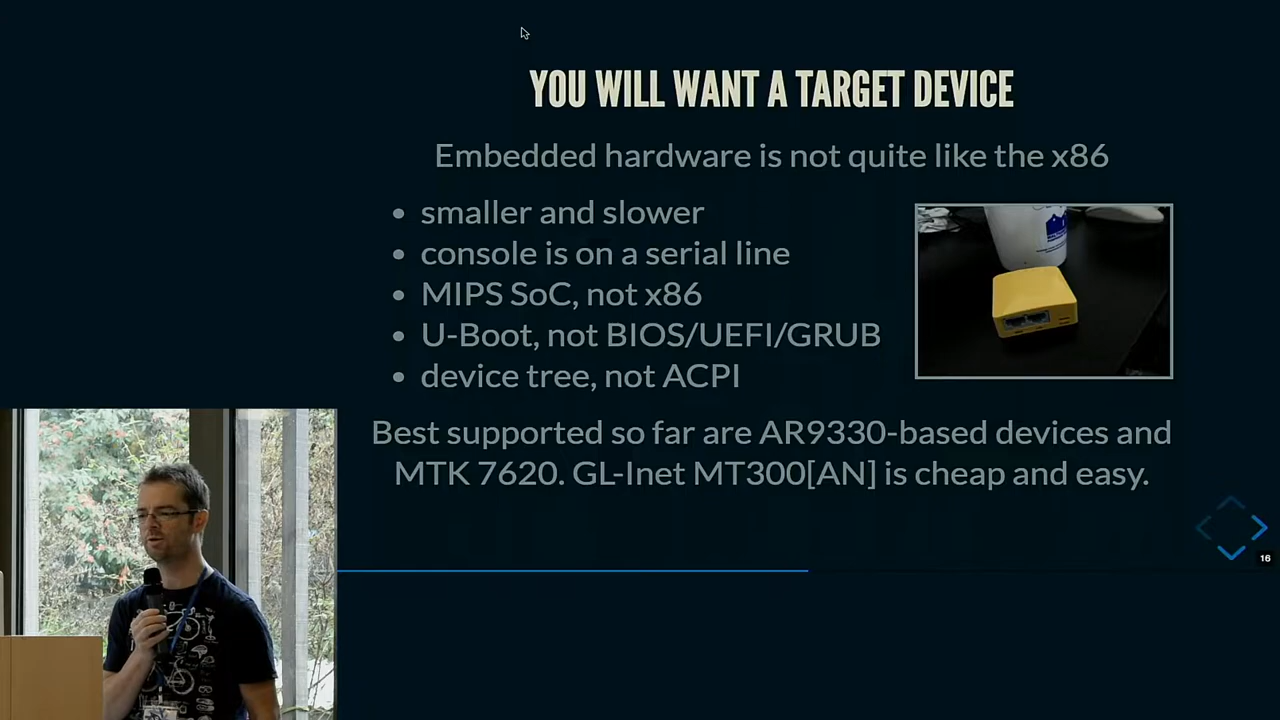 YOU WILL WANT A TARGET DEVICE
Embedded hardware is not quite like the x86
• smaller and slower
• console is on a serial line
• MIPS SoC, not x86
• U-Boot, not BIOS/UEFI/GRUB
• device tree, not ACPI
Best supported so far are AR9330-based devices and
MTK 7620. GL-Inet MT300[AN] is cheap and easy.
16